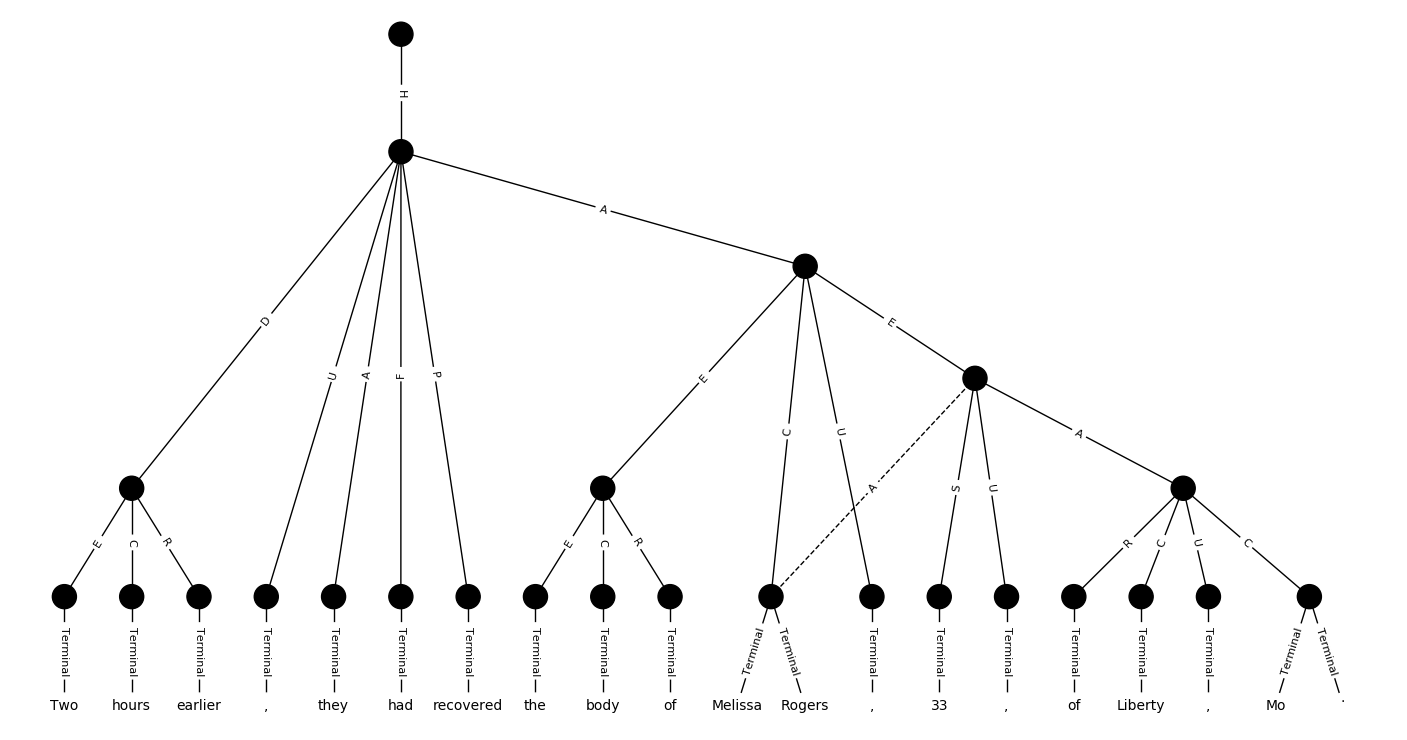 H
A
D
E
U
A
F
P
E
C
U
A
A
S
U
E
C
R
E
C
R
R
C
U
C
Terminal Terminal Terminal Terminal Terminal Terminal Terminal Terminal Terminal Terminal Terminal Terminal Terminal Terminal Terminal Terminal Terminal Terminal Terminal Terminal
Two hours earlier , they had recovered the body of Melissa Rogers , 33 , of Liberty , Mo .